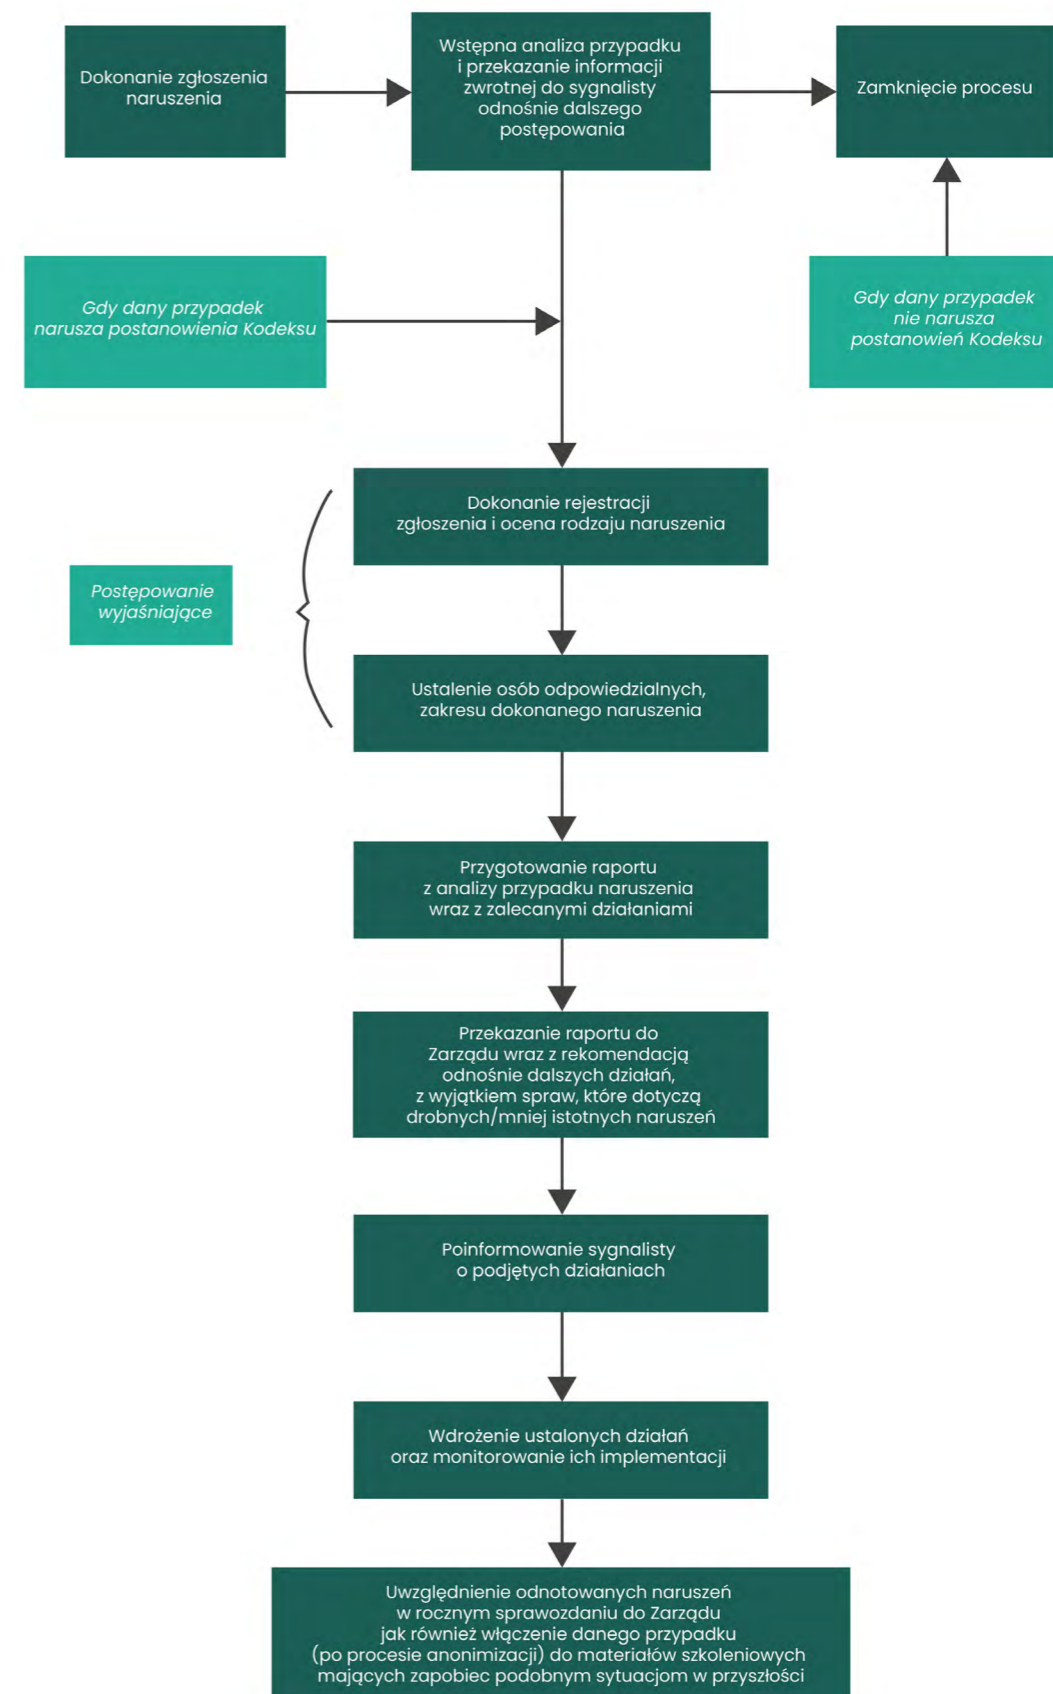 Dokonanie zgłoszenia
naruszenia
Wstępna analiza przypadku
i przekazanie informacji
zwrotnej do sygnalisty
odnośnie dalszego
postępowania
Zamknięcie procesu
Gdy dany przypadek
narusza postanowienia Kodeksu
Gdy dany przypadek
nie narusza
postanowień Kodeksu
Dokonanie rejestracji
zgłoszenia i ocena rodzaju naruszenia
Postępowanie
wyjaśniające
Ustalenie osób odpowiedzialnych,
zakresu dokonanego naruszenia
Przygotowanie raportu
z analizy przypadku naruszenia
wraz z zalecanymi działaniami
Przekazanie raportu do
Zarządu wraz z rekomendacją
odnośnie dalszych działań,
z wyjątkiem spraw, które dotyczą
drobnych/mniej istotnych naruszeń
Poinformowanie sygnalisty
o podjętych działaniach
Wdrożenie ustalonych działań
oraz monitorowanie ich implementacji
Uwzględnienie odnotowanych naruszeń
w rocznym sprawozdaniu do Zarządu
jak również włączenie danego przypadku
(po procesie anonimizacji) do materiałów szkoleniowych
mających zapobiec podobnym sytuacjom w przyszłości